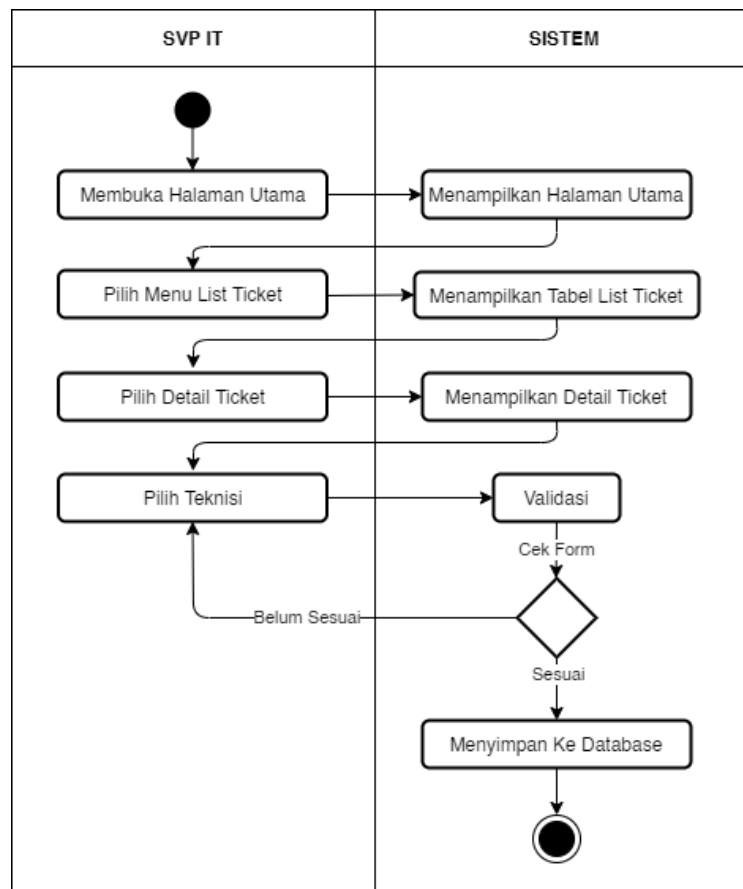 SVP IT
SISTEM
Membuka Halaman Utama
Menampilkan Halaman Utama
Pilih Menu List Ticket
Menampilkan Tabel List Ticket
Pilih Detail Ticket
Menampilkan Detail Ticket
Pilih Teknisi
Validasi
Cek Form
Belum Sesuai
Sesuai
Menyimpan Ke Database